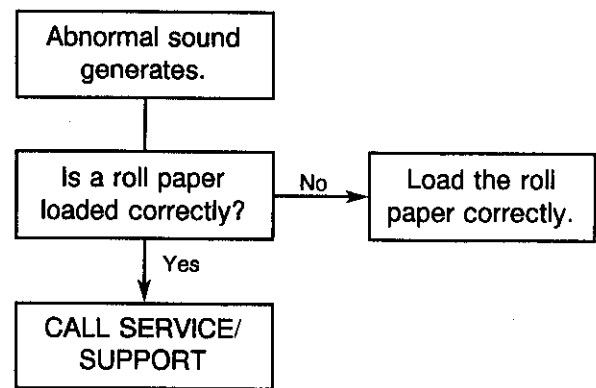 Abnormal sound
generates.
Is a roll paper
loaded correctly?
No
Load the roll
paper correctly.
Yes
CALL SERVICE/
SUPPORT